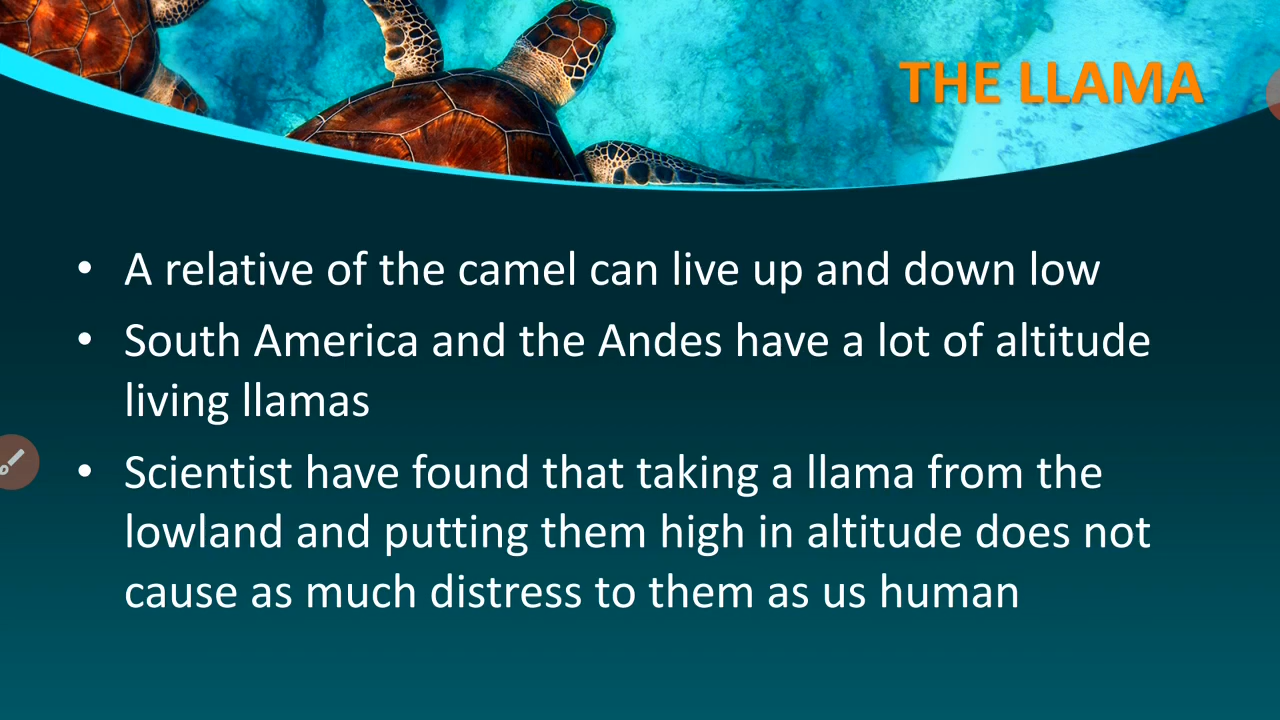 THE LLAMA
• A relative of the camel can live up and down low
• South America and the Andes have a lot of altitude
living llamas
• Scientist have found that taking a llama from the
lowland and putting them high in altitude does not
cause as much distress to them as us human